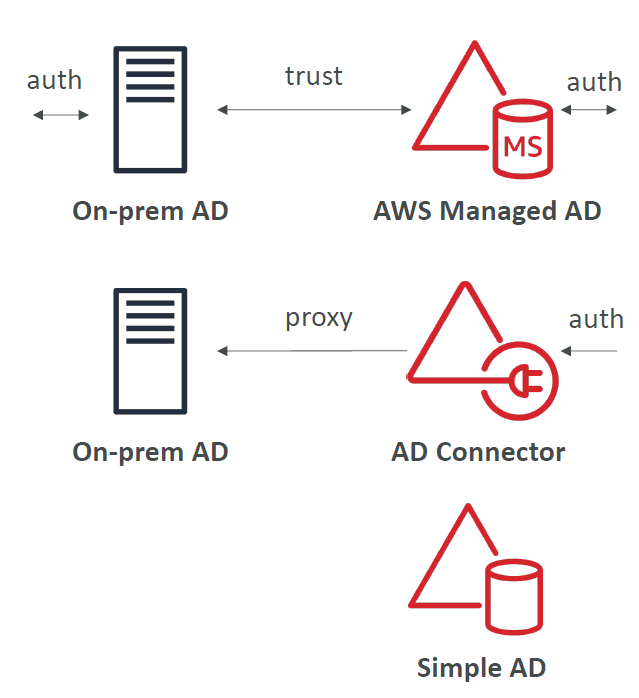 auth
trust
auth
MS
On-prem AD
AWS Managed AD
proxy
auth
On-prem AD
AD Connector
Simple AD